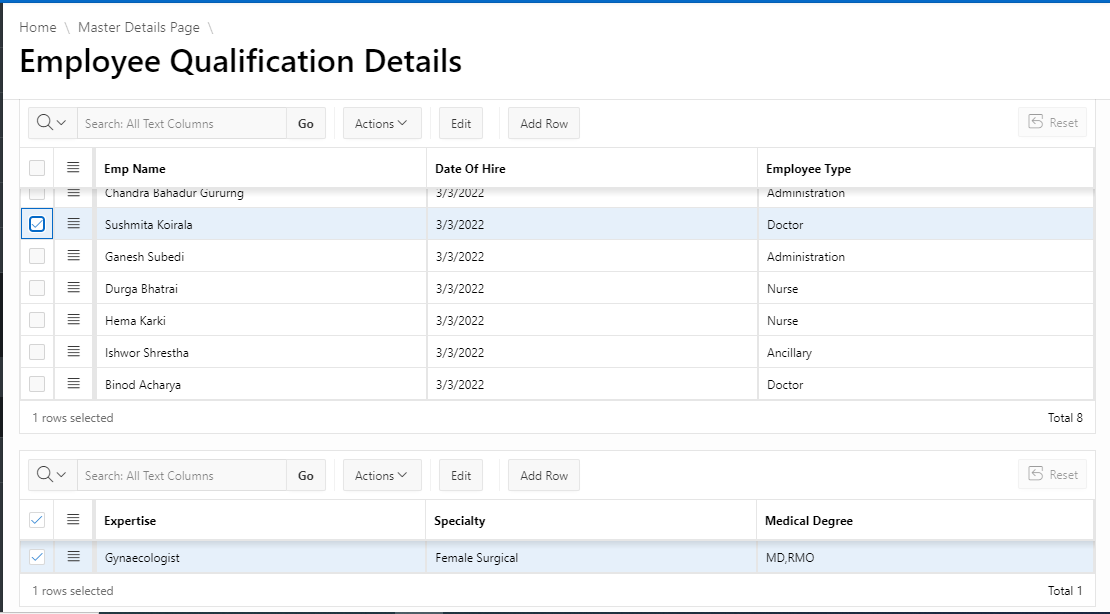 Home \ Master Details Page \
Employee Qualification Details
Search: All Text Columns Go Actions Edit Add Row Reset
Emp Name Date Of Hire Employee Type
Chandra Bahadur Gururng 3/3/2022 Administration
Sushmita Koirala 3/3/2022 Doctor
Ganesh Subedi 3/3/2022 Administration
Durga Bhatrai 3/3/2022 Nurse
Hema Karki 3/3/2022 Nurse
Ishwor Shrestha 3/3/2022 Ancillary
Binod Acharya 3/3/2022 Doctor
1 rows selected Total 8
Search: All Text Columns Go Actions Edit Add Row Reset
Expertise Specialty Medical Degree
Gynaecologist Female Surgical MD,RMO
1 rows selected Total 1